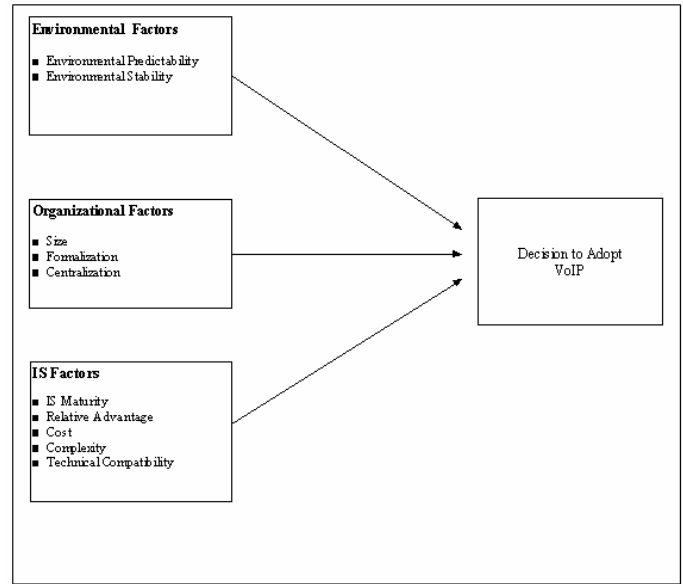 Environmental Factors
■ Environmental Predictability
■ Environmental Stability
Organizational Factors
■ Size
■ Formalization
■ Centralization
IS Factors
■ IS Maturity
■ Relative Advantage
■ Cost
■ Complexity
■ Technical Compatibility
Decision to Adopt
VoIP